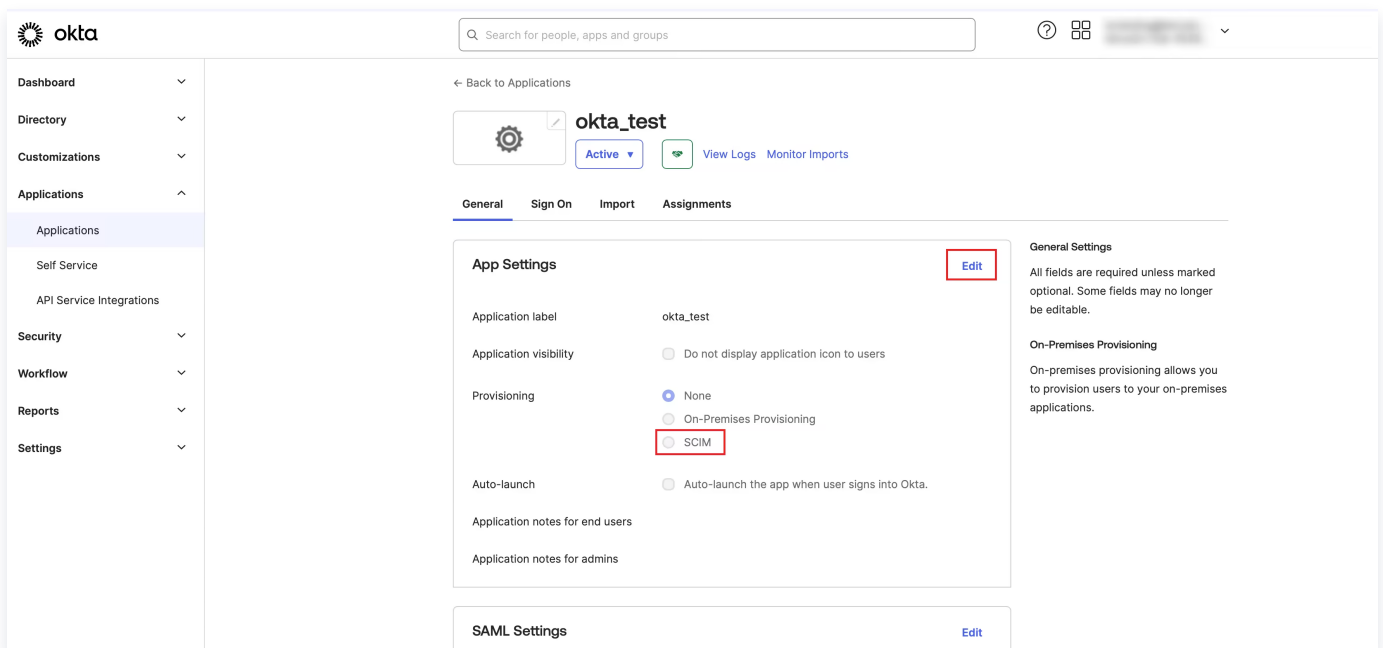 okta
Search for people, apps and groups
Dashboard
Directory
Customizations
Applications
Applications
Self Service
API Service Integrations
Security
Workflow
Reports
Settings
← Back to Applications
okta_test
Active ▼
View Logs
Monitor Imports
General
Sign On
Import
Assignments
App Settings
Edit
Application label
okta_test
Application visibility
Do not display application icon to users
Provisioning
None
On-Premises Provisioning
SCIM
Auto-launch
Auto-launch the app when user signs into Okta.
Application notes for end users
Application notes for admins
SAML Settings
Edit
General Settings
All fields are required unless marked
optional. Some fields may no longer
be editable.
On-Premises Provisioning
On-premises provisioning allows you
to provision users to your on-premises
applications.